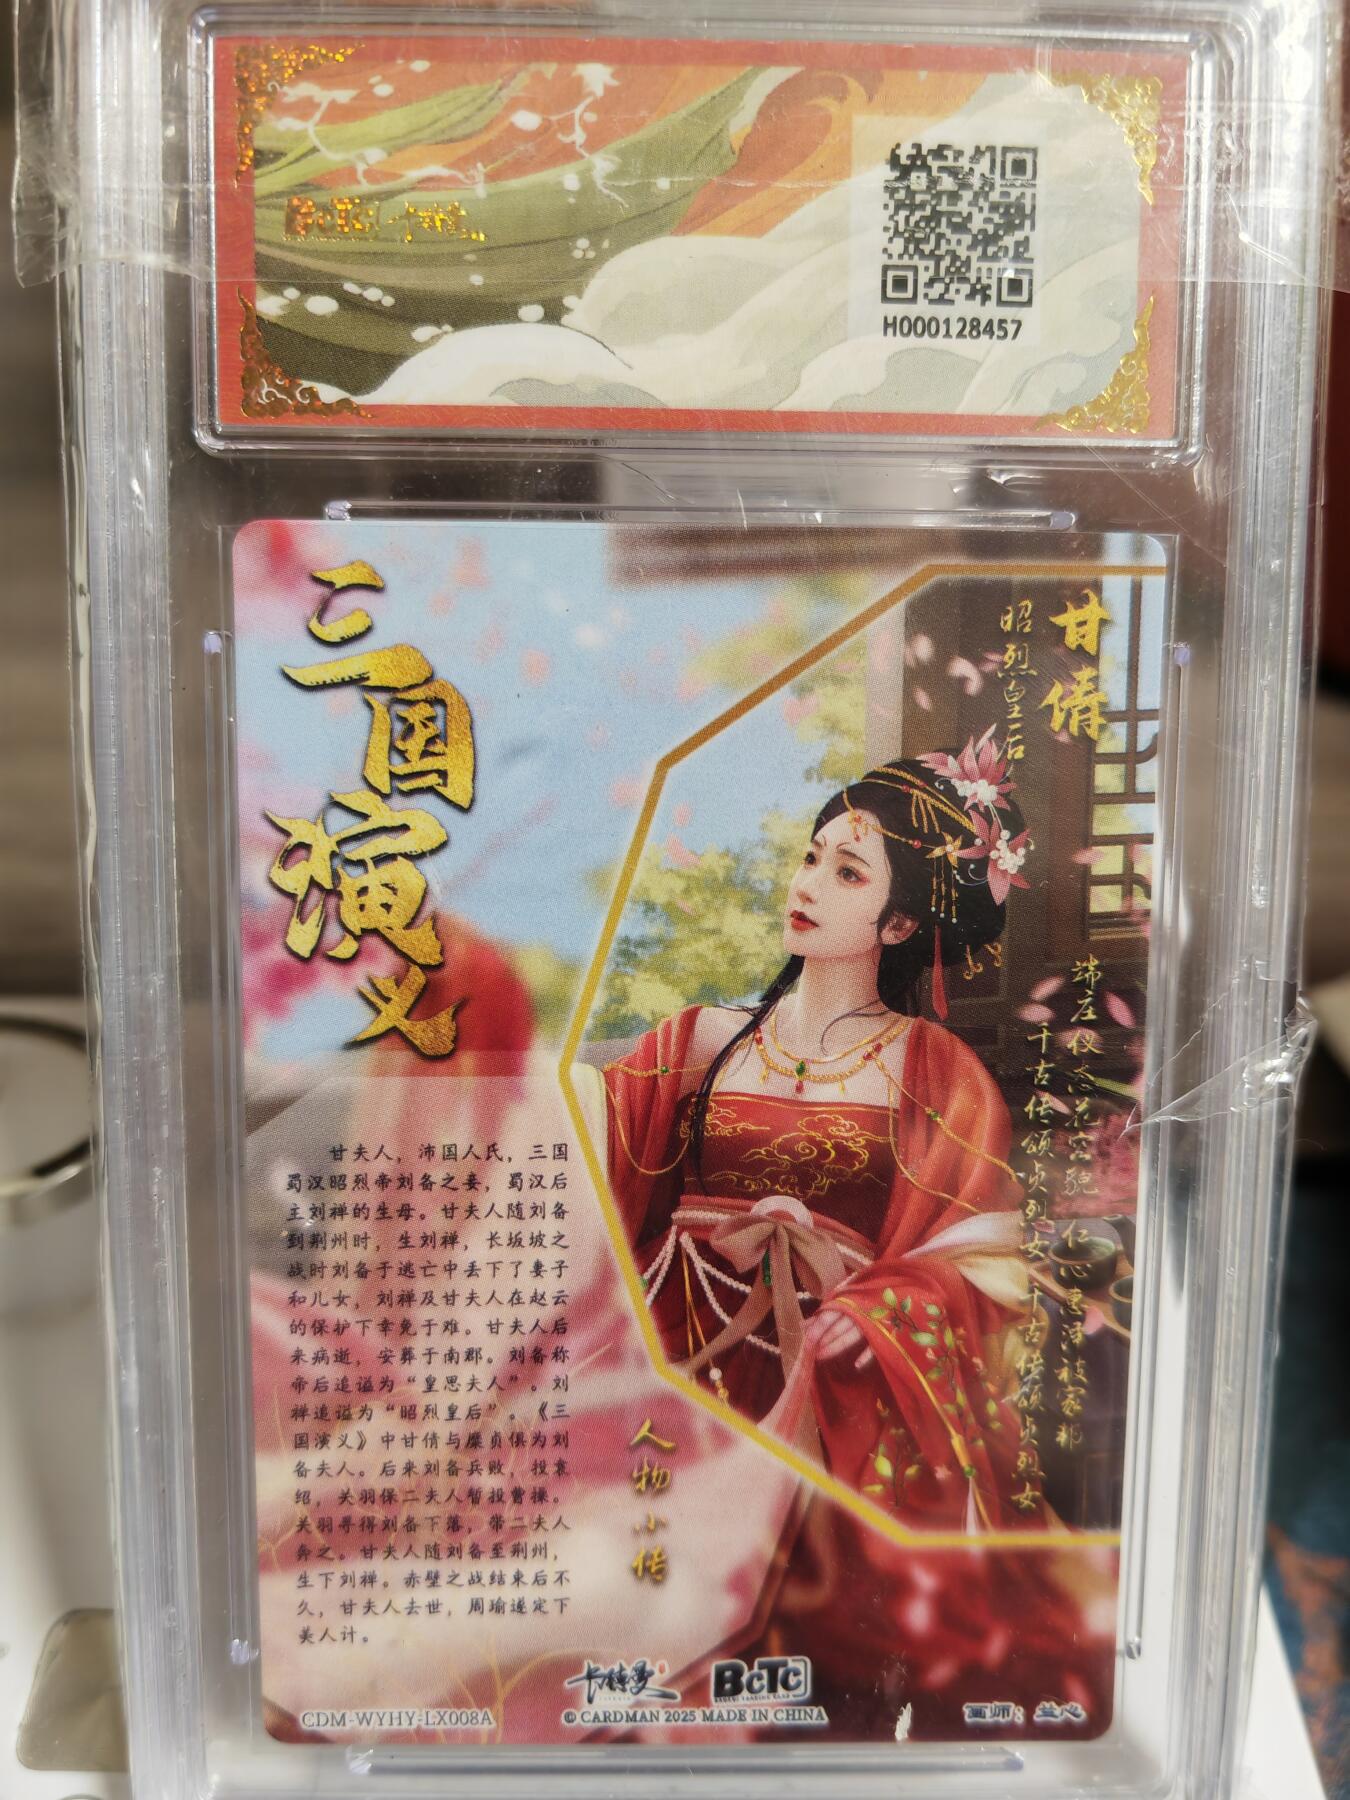 BCTC 卡德曼
H000128457
三国演义
甘倩
昭烈皇后
端庄仪态花容貌 仁心惠泽被家邦
千古传颂贞烈女 千古传颂贞烈女
甘夫人,沛国人氏,三国
蜀汉昭烈帝刘备之妾,蜀汉后
主刘禅的生母。甘夫人随刘备
到荆州时,生刘禅,长坂坡之
战时刘备于逃亡中丢下了妻子
和儿女,刘禅及甘夫人在赵云
的保护下幸免于难。甘夫人后
来病逝,安葬于南郡。刘备称
帝后追谥为“皇思夫人”。刘
禅追谥为“昭烈皇后”。《三
国演义》中甘倩与糜贞俱为刘
备夫人。后来刘备兵败,投袁
绍,关羽保二夫人暂投曹操。
关羽寻得刘备下落,带二夫人
奔之。甘夫人随刘备至荆州,
生下刘禅。赤壁之战结束后不
久,甘夫人去世,周瑜遂定下
美人计。
人物小传
卡德曼 BCTC
CDM-WYHY-LX008A
© CARDMAN 2025 MADE IN CHINA
画师:兰心